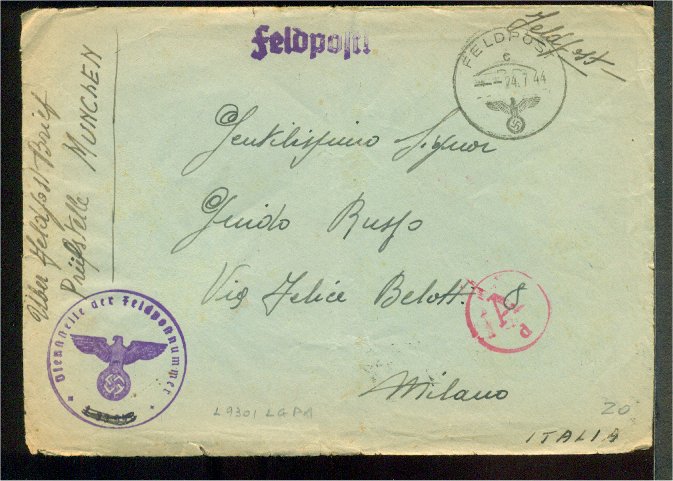 Feldpost!
Feldpost
FELDPOST
c
24.7.44
Gentilissimo Signor
Guido Russo
Via Felice Belotti 8
Milano
ITALIA
Über Feldpost Brief
Prüfstelle MÜNCHEN
Dienststelle der Feldpostnummer
A
L 9301 LGPA
20